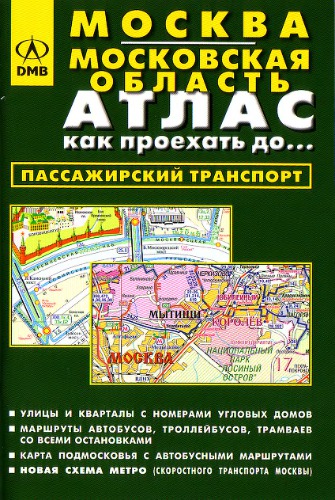 DMB
МОСКВА
МОСКОВСКАЯ
ОБЛАСТЬ
АТЛАС
как проехать до...
ПАССАЖИРСКИЙ ТРАНСПОРТ
МЫТИЩИ
КОРОЛЁВ
МОСКВА
НАЦИОНАЛЬНЫЙ
ПАРК
"ЛОСИНЫЙ
ОСТРОВ"
17
УЛИЦЫ И КВАРТАЛЫ С НОМЕРАМИ УГЛОВЫХ ДОМОВ
МАРШРУТЫ АВТОБУСОВ, ТРОЛЛЕЙБУСОВ, ТРАМВАЕВ
СО ВСЕМИ ОСТАНОВКАМИ
КАРТА ПОДМОСКОВЬЯ С АВТОБУСНЫМИ МАРШРУТАМИ
НОВАЯ СХЕМА МЕТРО (СКОРОСТНОГО ТРАНСПОРТА МОСКВЫ)